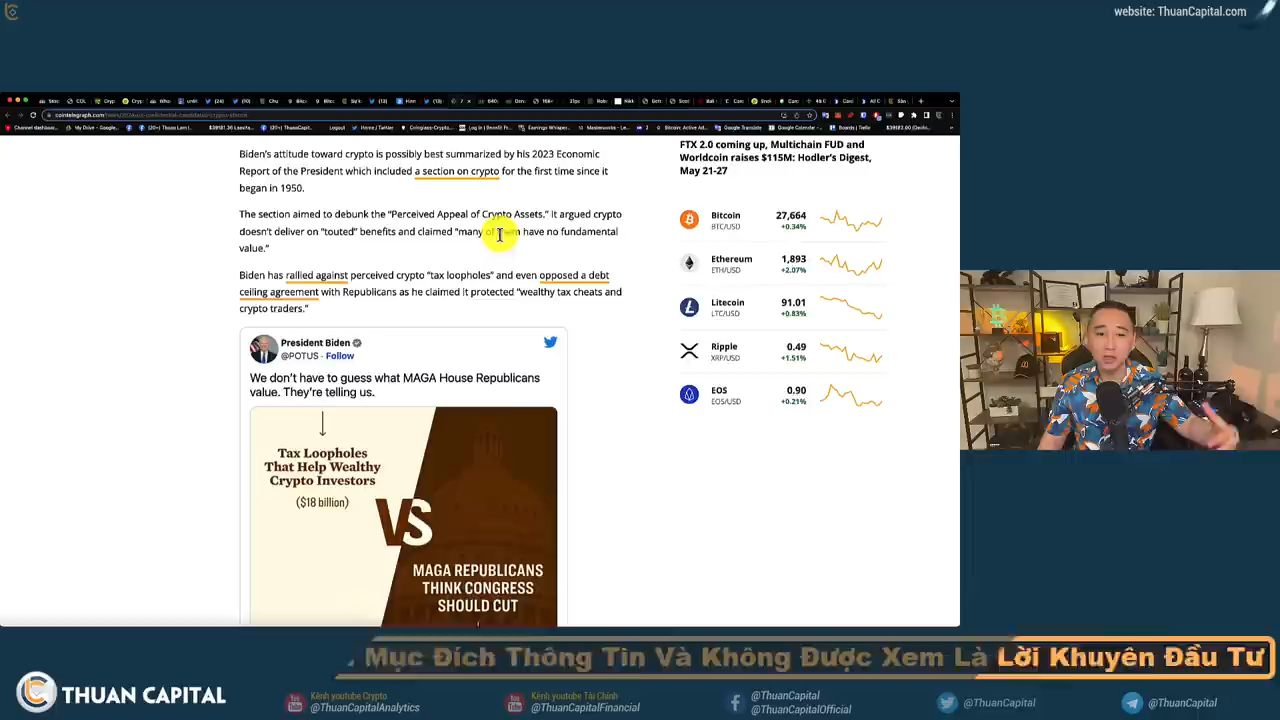 website: ThuanCapital.com
Biden's attitude toward crypto is possibly best summarized by his 2023 Economic
Report of the President which included a section on crypto for the first time since it
began in 1950.
The section aimed to debunk the "Perceived Appeal of Crypto Assets." It argued crypto
doesn't deliver on "touted" benefits and claimed "many of them have no fundamental
value."
Biden has rallied against perceived crypto "tax loopholes" and even opposed a debt
ceiling agreement with Republicans as he claimed it protected "wealthy tax cheats and
crypto traders."
President Biden
@POTUS · Follow
We don't have to guess what MAGA House Republicans
value. They're telling us.
Tax Loopholes
That Help Wealthy
Crypto Investors
($18 billion)
VS
MAGA REPUBLICANS
THINK CONGRESS
SHOULD CUT
FTX 2.0 coming up, Multichain FUD and
Worldcoin raises $115M: Hodler's Digest,
May 21-27
Bitcoin 27,664
BTC/USD +0.34%
Ethereum 1,893
ETH/USD +2.07%
Litecoin 91.01
LTC/USD +0.83%
Ripple 0.49
XRP/USD +1.51%
EOS 0.90
EOS/USD +0.21%
Mục Đích Thông Tin Và Không Được Xem Là Lời Khuyên Đầu Tư
THUAN CAPITAL
Kênh youtube Crypto
@ThuanCapitalAnalytics
Kênh youtube Tài Chính
@ThuanCapitalFinancial
@ThuanCapital
@ThuanCapitalOfficial
@ThuanCapital
@ThuanCapital